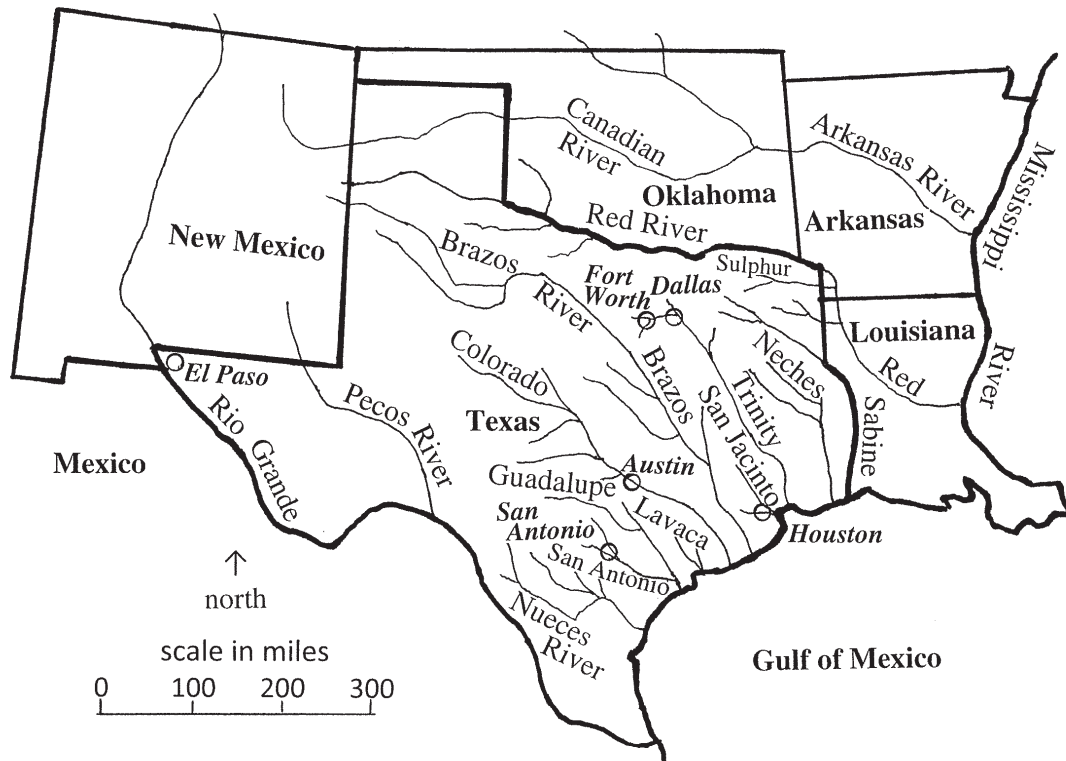 Canadian
River
Arkansas River
Mississippi
River
Oklahoma
Arkansas
Red River
New Mexico
Brazos
River
Brazos
Sulphur
Fort
Worth
Dallas
Louisiana
Red
Neches
Sabine
Trinity
San Jacinto
Colorado
El Paso
Rio Grande
Pecos River
Texas
Mexico
Austin
Guadalupe
Lavaca
San
Antonio
San Antonio
Houston
Nueces
River
Gulf of Mexico
north
scale in miles
0 100 200 300